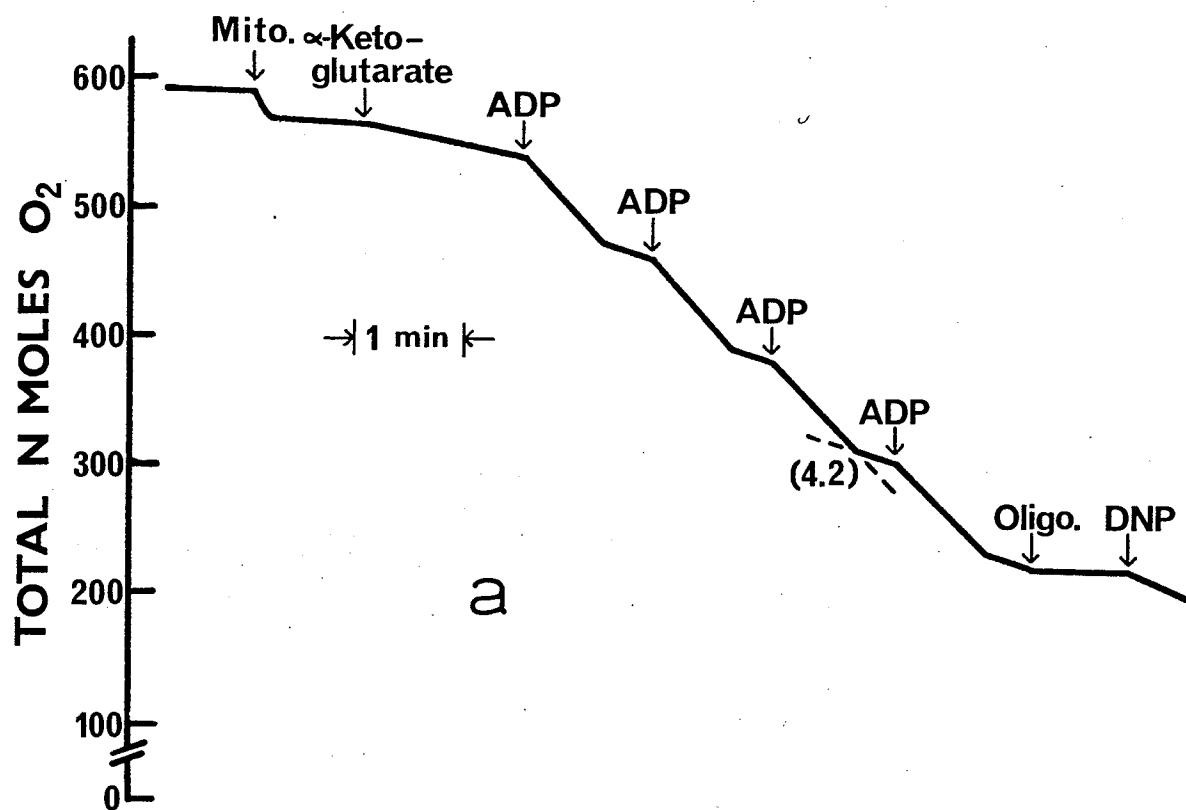 Mito. α-Keto-
glutarate
ADP
ADP
ADP
ADP
(4.2)
Oligo. DNP
1 min
a
TOTAL N MOLES O2
600
500
400
300
200
100
0